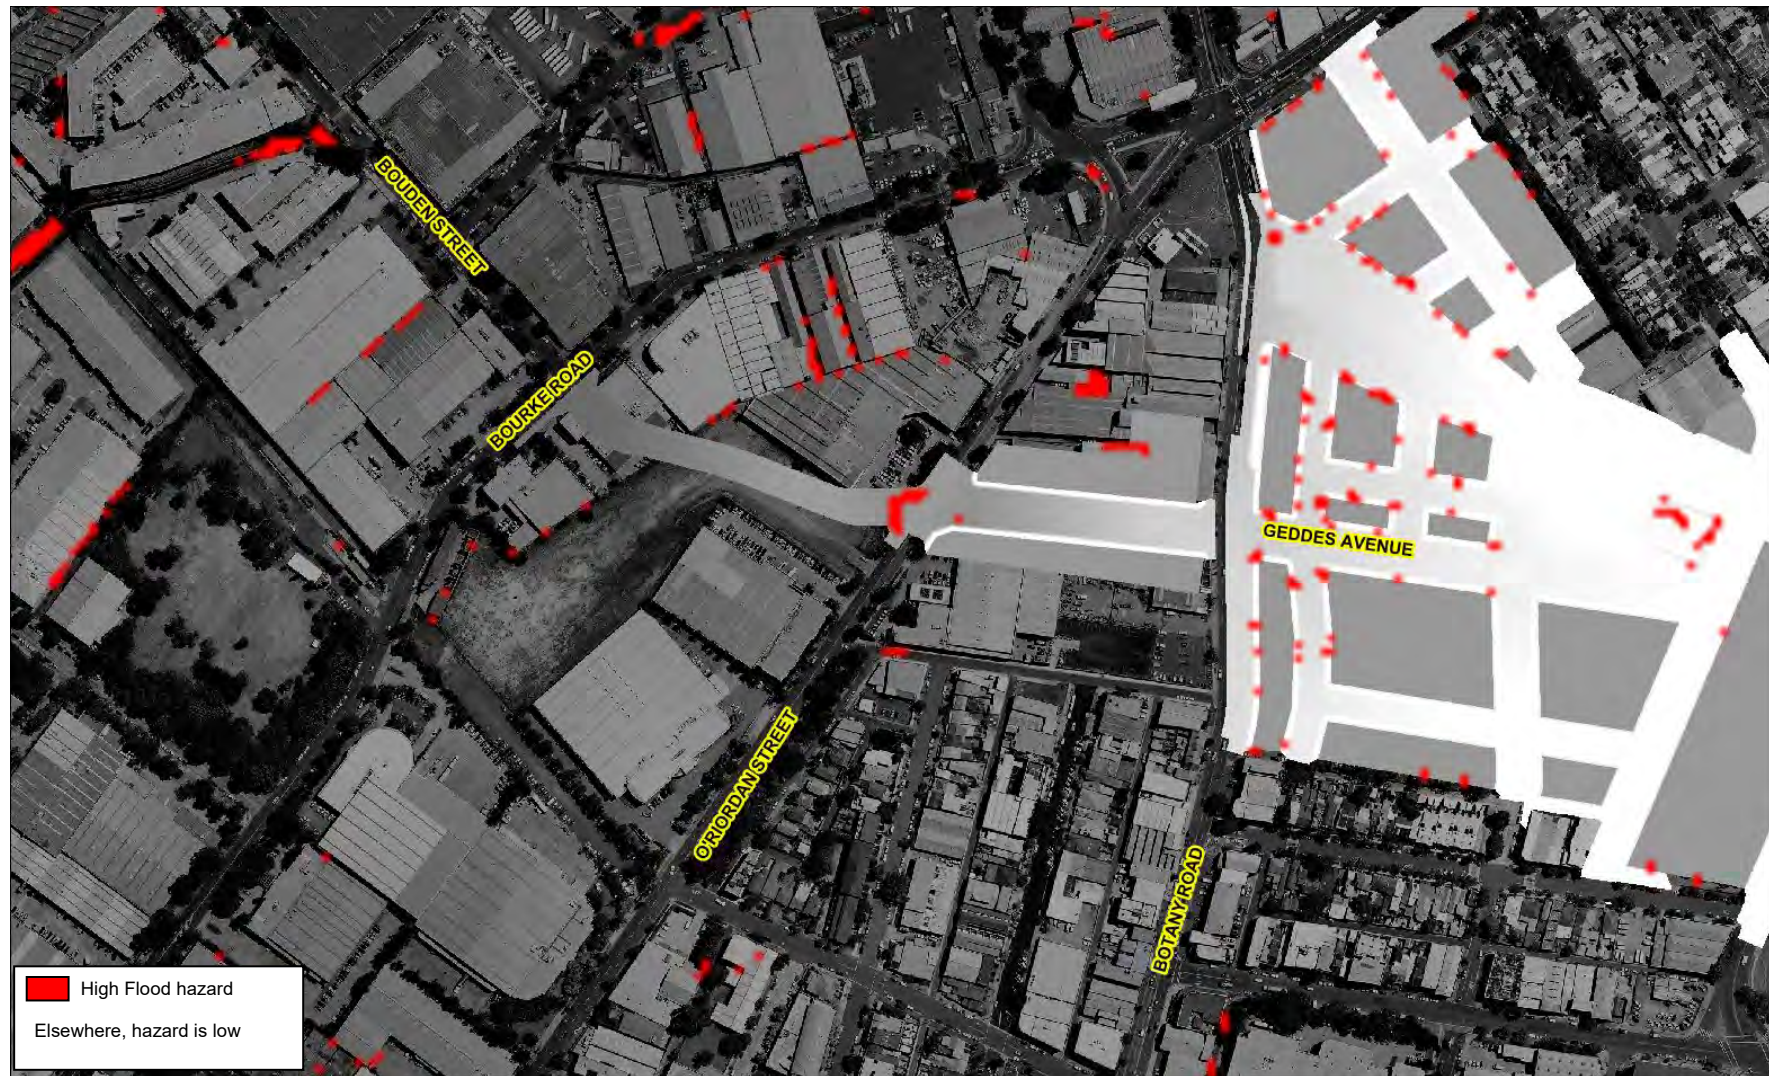 BOUDEN STREET
BOURKE ROAD
GEDDES AVENUE
O'RIORDAN STREET
BOTANY ROAD
High Flood hazard
Elsewhere, hazard is low